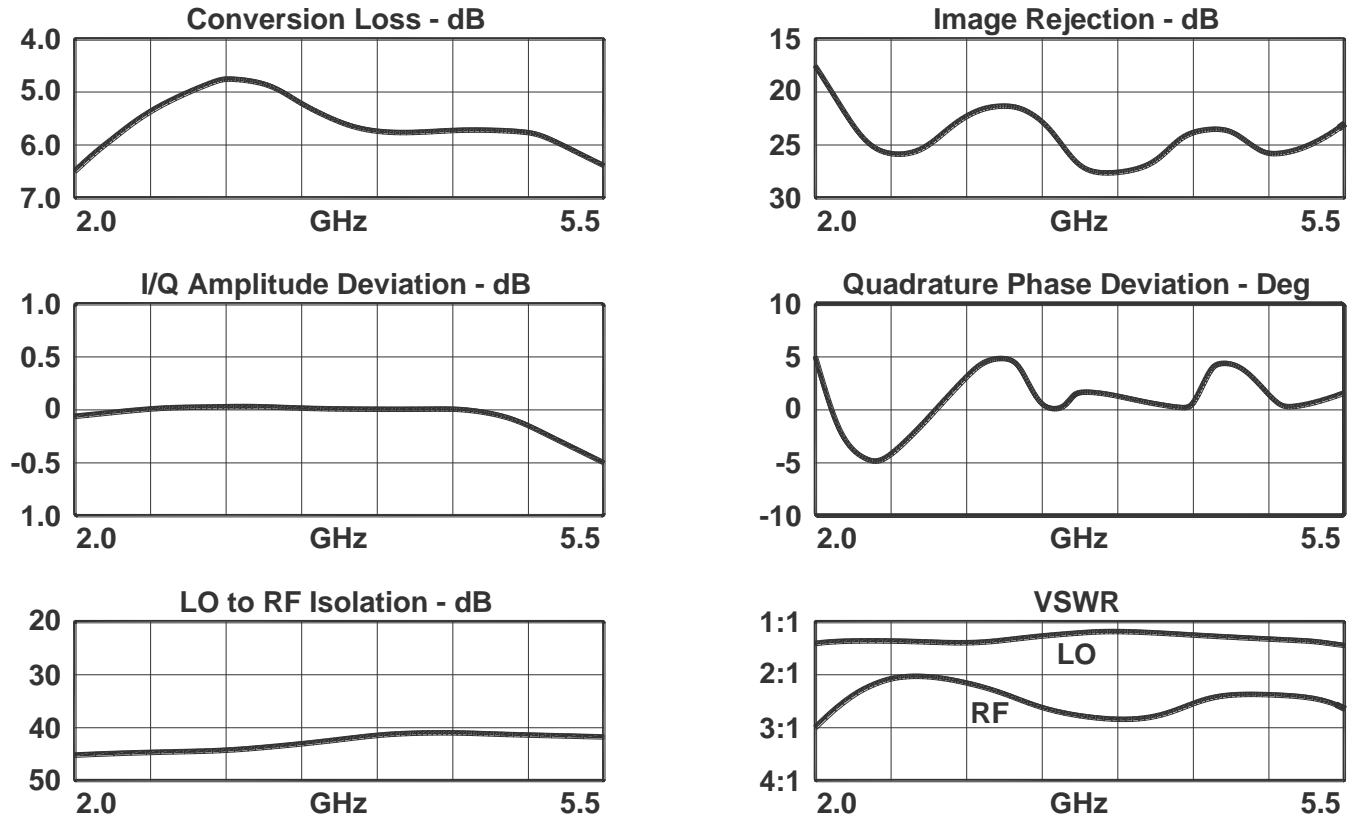 Conversion Loss - dB
4.0
5.0
6.0
7.0
2.0 GHz 5.5
Image Rejection - dB
15
20
25
30
2.0 GHz 5.5
I/Q Amplitude Deviation - dB
1.0
0.5
0
-0.5
1.0
2.0 GHz 5.5
Quadrature Phase Deviation - Deg
10
5
0
-5
-10
2.0 GHz 5.5
LO to RF Isolation - dB
20
30
40
50
2.0 GHz 5.5
VSWR
1:1
LO
2:1
RF
3:1
4:1
2.0 GHz 5.5